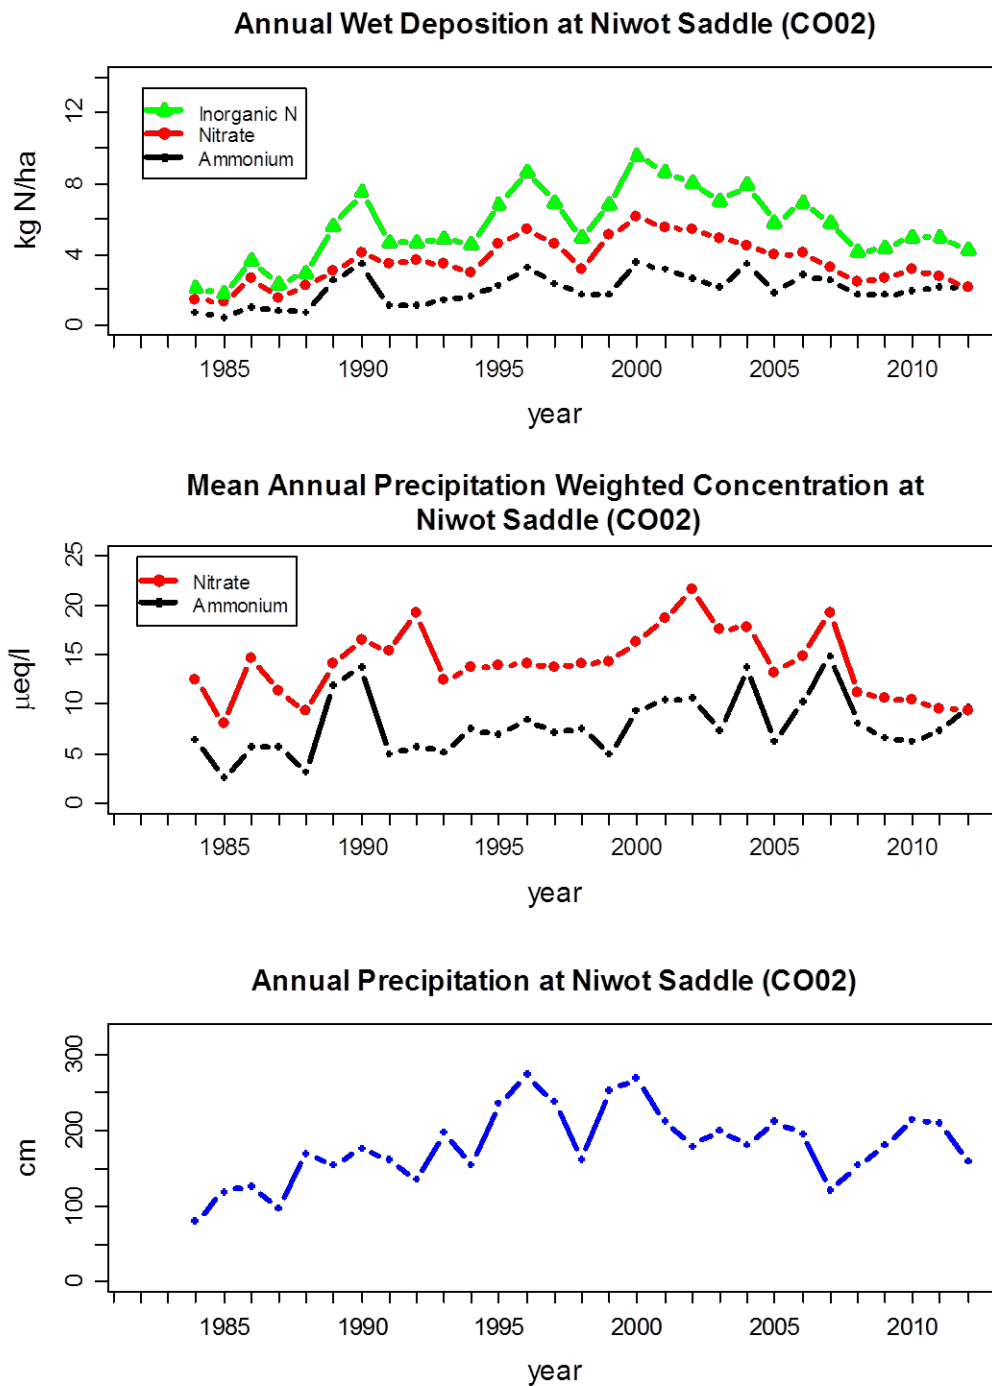 Annual Wet Deposition at Niwot Saddle (CO02)
Inorganic N
Nitrate
Ammonium
kg N/ha
12
8
4
0
1985 1990 1995 2000 2005 2010
year
Mean Annual Precipitation Weighted Concentration at
Niwot Saddle (CO02)
Nitrate
Ammonium
µeq/l
25
20
15
10
5
0
1985 1990 1995 2000 2005 2010
year
Annual Precipitation at Niwot Saddle (CO02)
cm
300
200
100
0
1985 1990 1995 2000 2005 2010
year